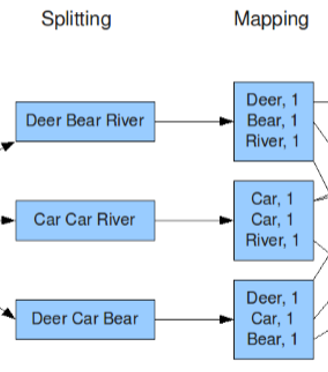 Splitting
Mapping
Deer Bear River
Deer, 1
Bear, 1
River, 1
Car Car River
Car, 1
Car, 1
River, 1
Deer Car Bear
Deer, 1
Car, 1
Bear, 1